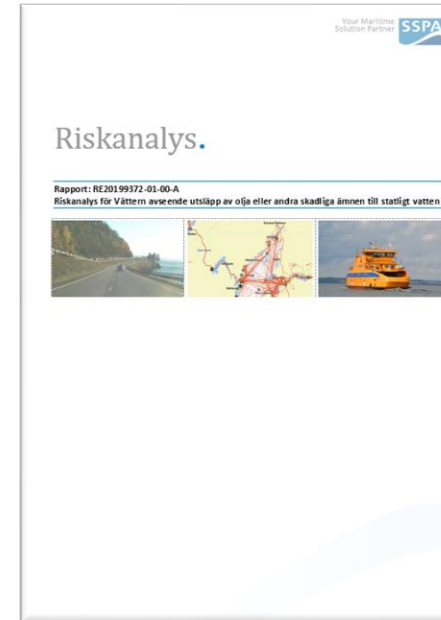 Your Maritime
Solution Partner
SSPA
Riskanalys.
Rapport: RE20199372-01-00-A
Riskanalys för Vättern avseende utsläpp av olja eller andra skadliga ämnen till statligt vatten